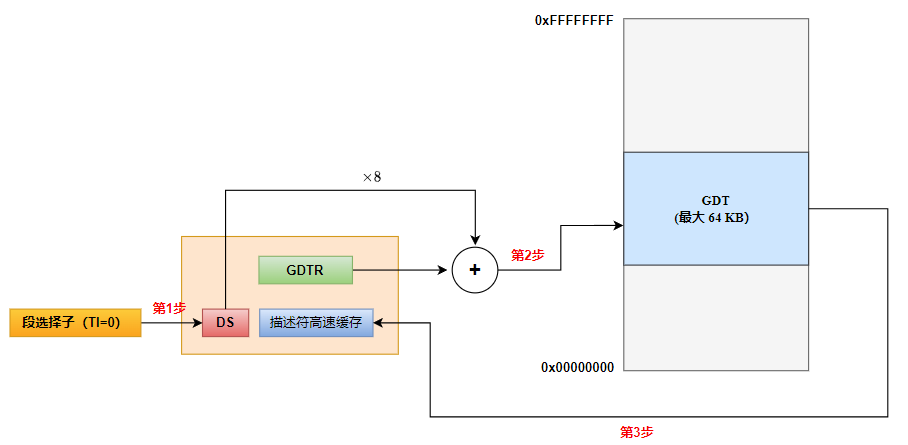 0xFFFFFFFF
×8
GDT
(最大 64 KB）
第2步
GDTR
+
第1步
段选择子（TI=0）
DS
描述符高速缓存
0x00000000
第3步